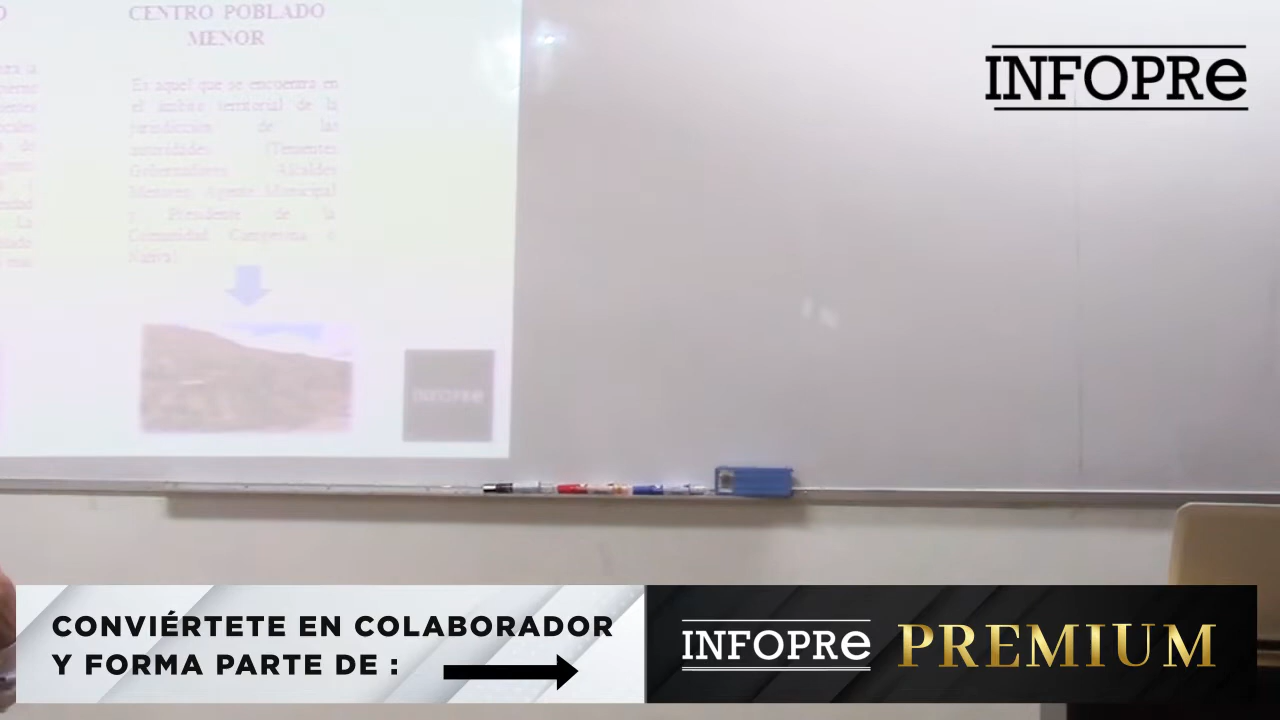 CENTRO POBLADO
MENOR
Es aquel que se encuentra en
el ámbito territorial de la
jurisdicción de las
autoridades (Tenientes
Gobernadores, Alcaldes
Menores, Agente Municipal
y Presidente de la
Comunidad Campesina o
Nativa)
INFOPRe
INFOPRe
CONVIÉRTETE EN COLABORADOR
Y FORMA PARTE DE :
INFOPRe PREMIUM